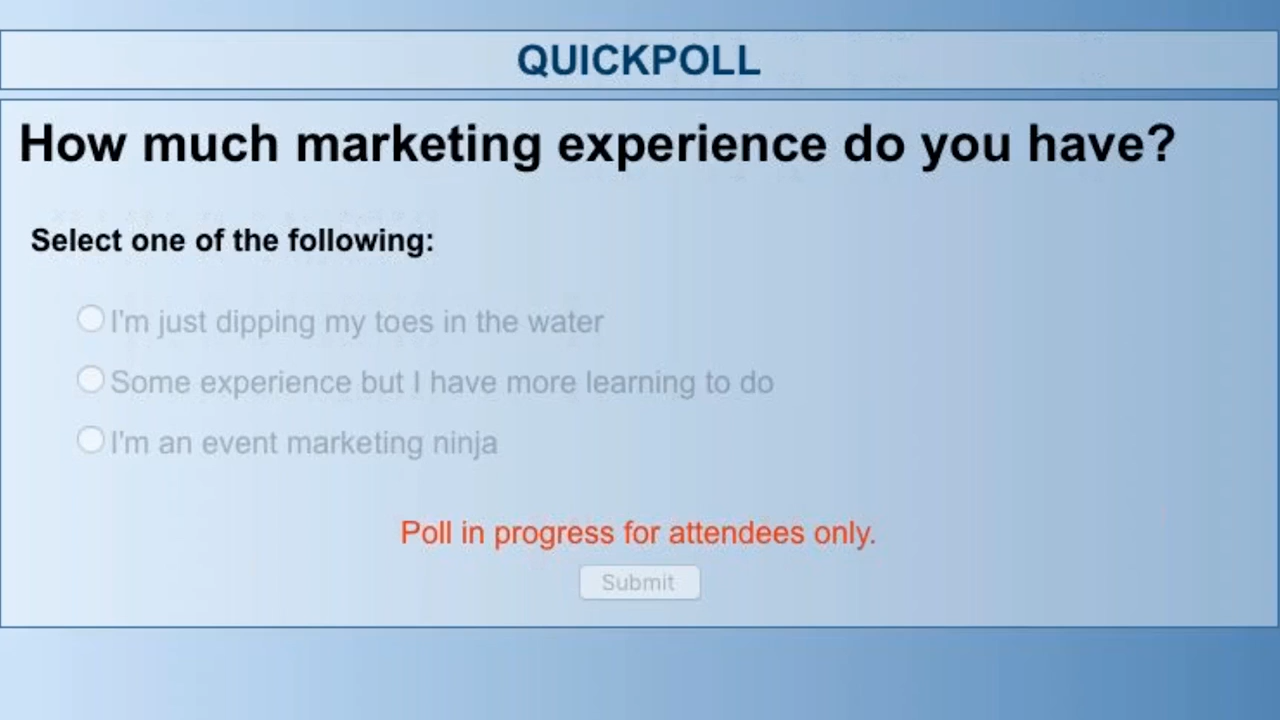 QUICKPOLL
How much marketing experience do you have?
Select one of the following:
I'm just dipping my toes in the water
Some experience but I have more learning to do
I'm an event marketing ninja
Poll in progress for attendees only.
Submit